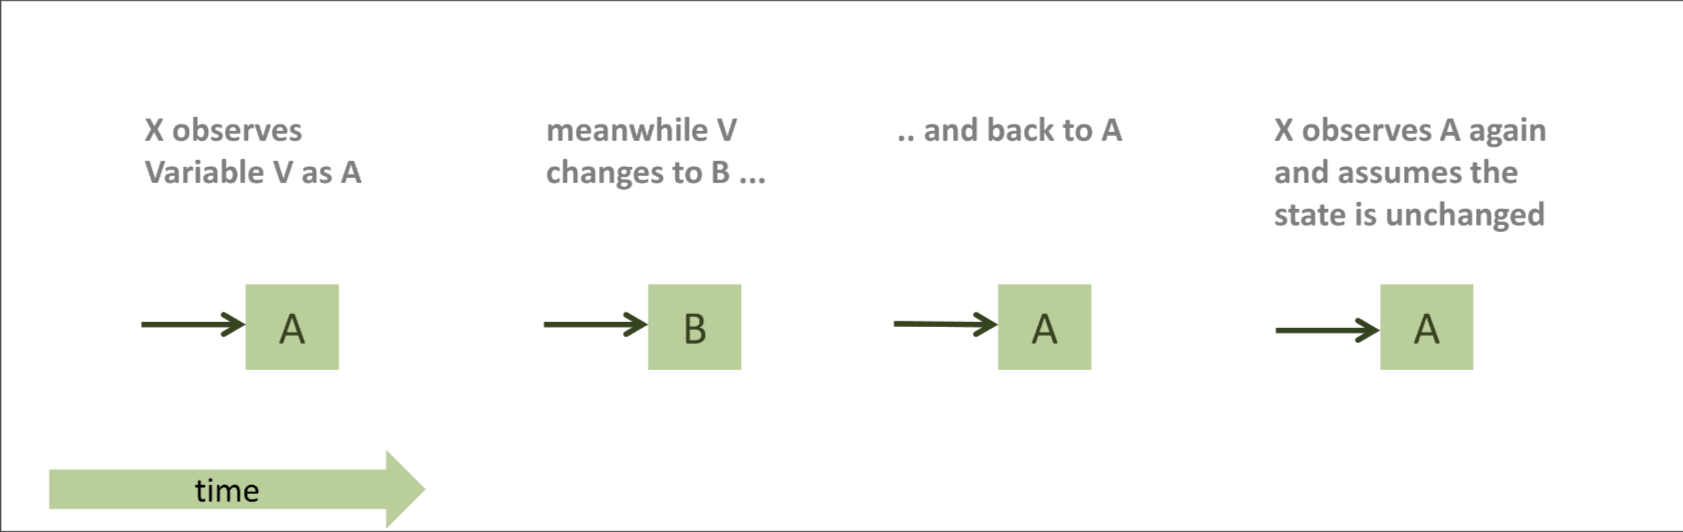 X observes
Variable V as A
meanwhile V
changes to B ...
.. and back to A
X observes A again
and assumes the
state is unchanged
A
B
A
A
time